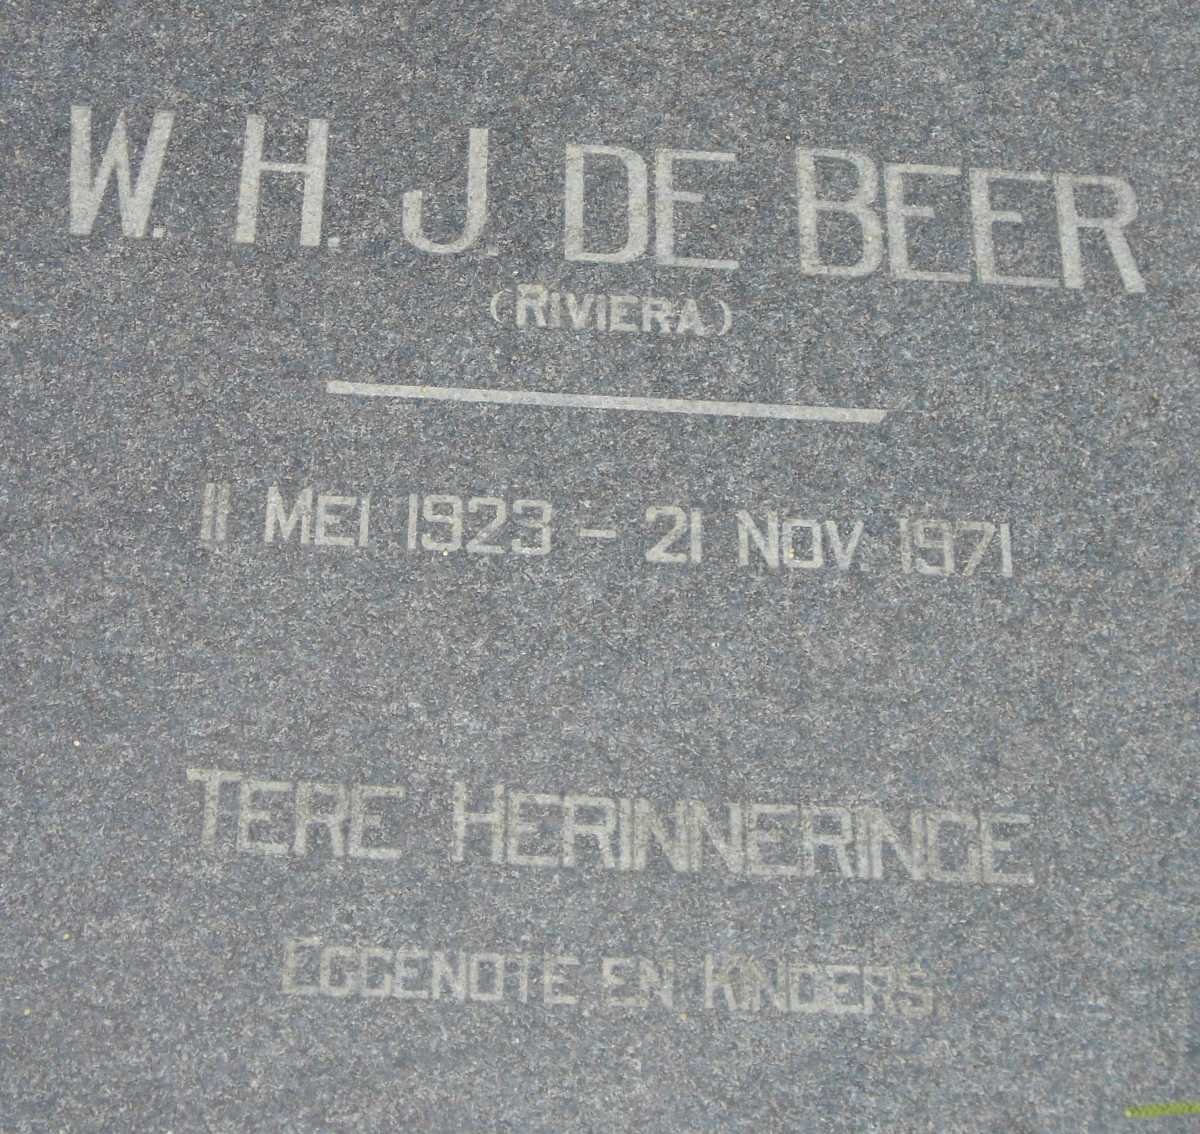 W. H. J. DE BEER
(RIVIERA)
11 MEI 1923 – 21 NOV. 1971
TERE HERINNERINGE
EGGENOTE EN KINDERS.